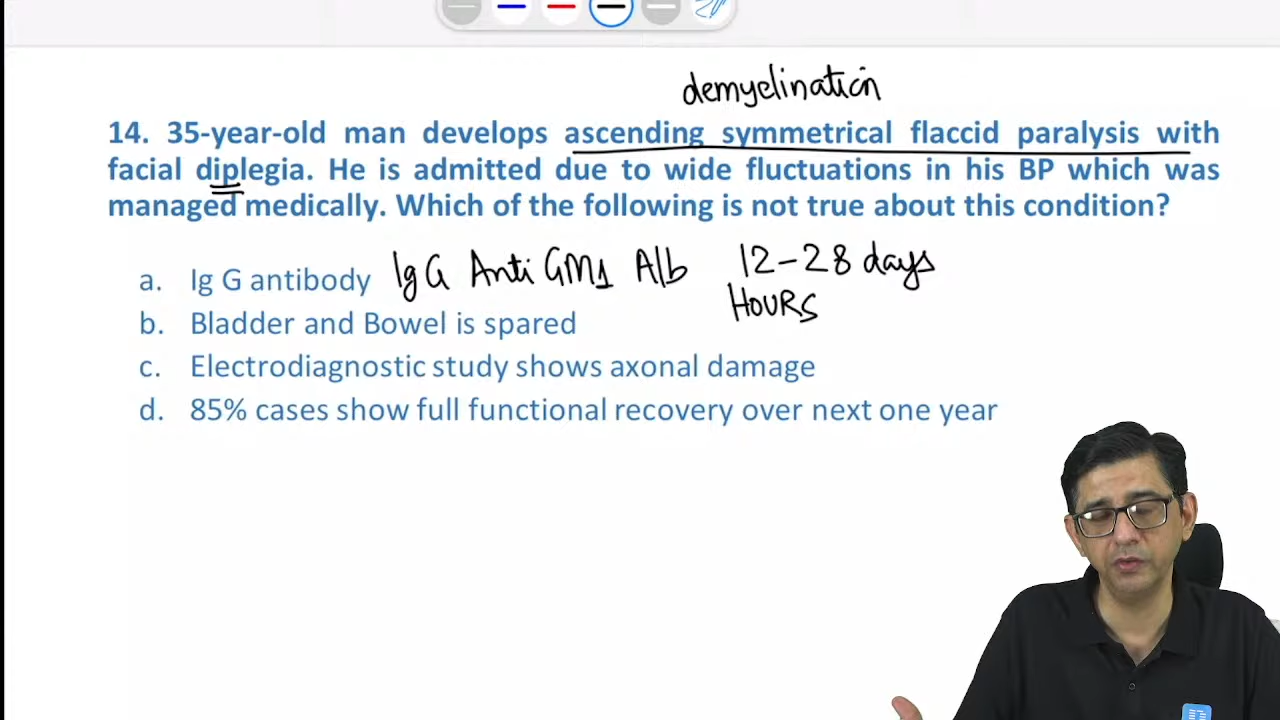 demyelination
14. 35-year-old man develops ascending symmetrical flaccid paralysis with
facial diplegia. He is admitted due to wide fluctuations in his BP which was
managed medically. Which of the following is not true about this condition?
a. Ig G antibody IgG Anti GM1 A/b 12-28 days
HOURS
b. Bladder and Bowel is spared
c. Electrodiagnostic study shows axonal damage
d. 85% cases show full functional recovery over next one year